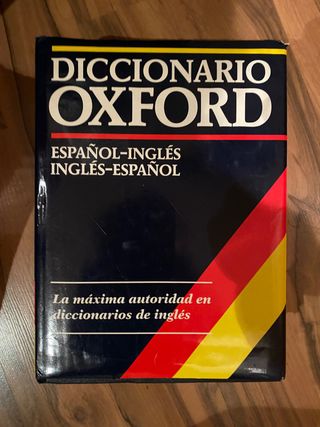 DICCIONARIO
OXFORD
ESPAÑOL-INGLÉS
INGLÉS-ESPAÑOL
La máxima autoridad en
diccionarios de inglés